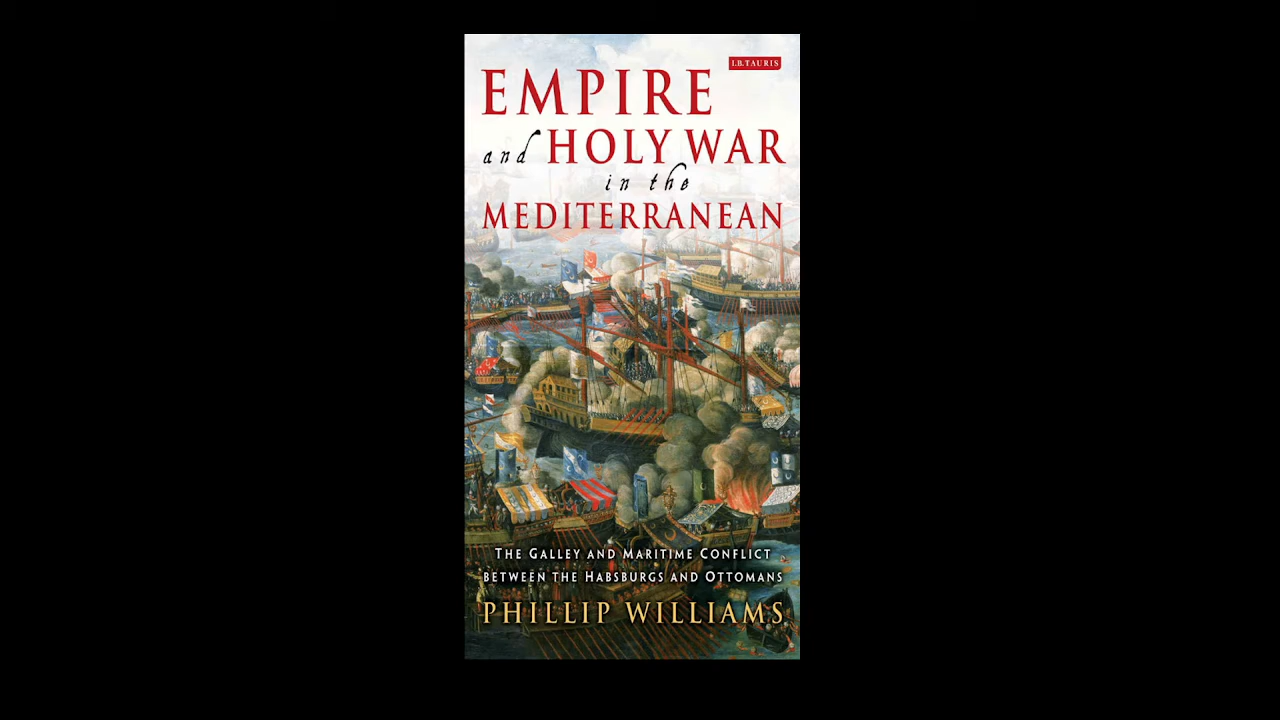 I.B.TAURIS
EMPIRE
and HOLY WAR
in the
MEDITERRANEAN
THE GALLEY AND MARITIME CONFLICT
BETWEEN THE HABSBURGS AND OTTOMANS
PHILLIP WILLIAMS